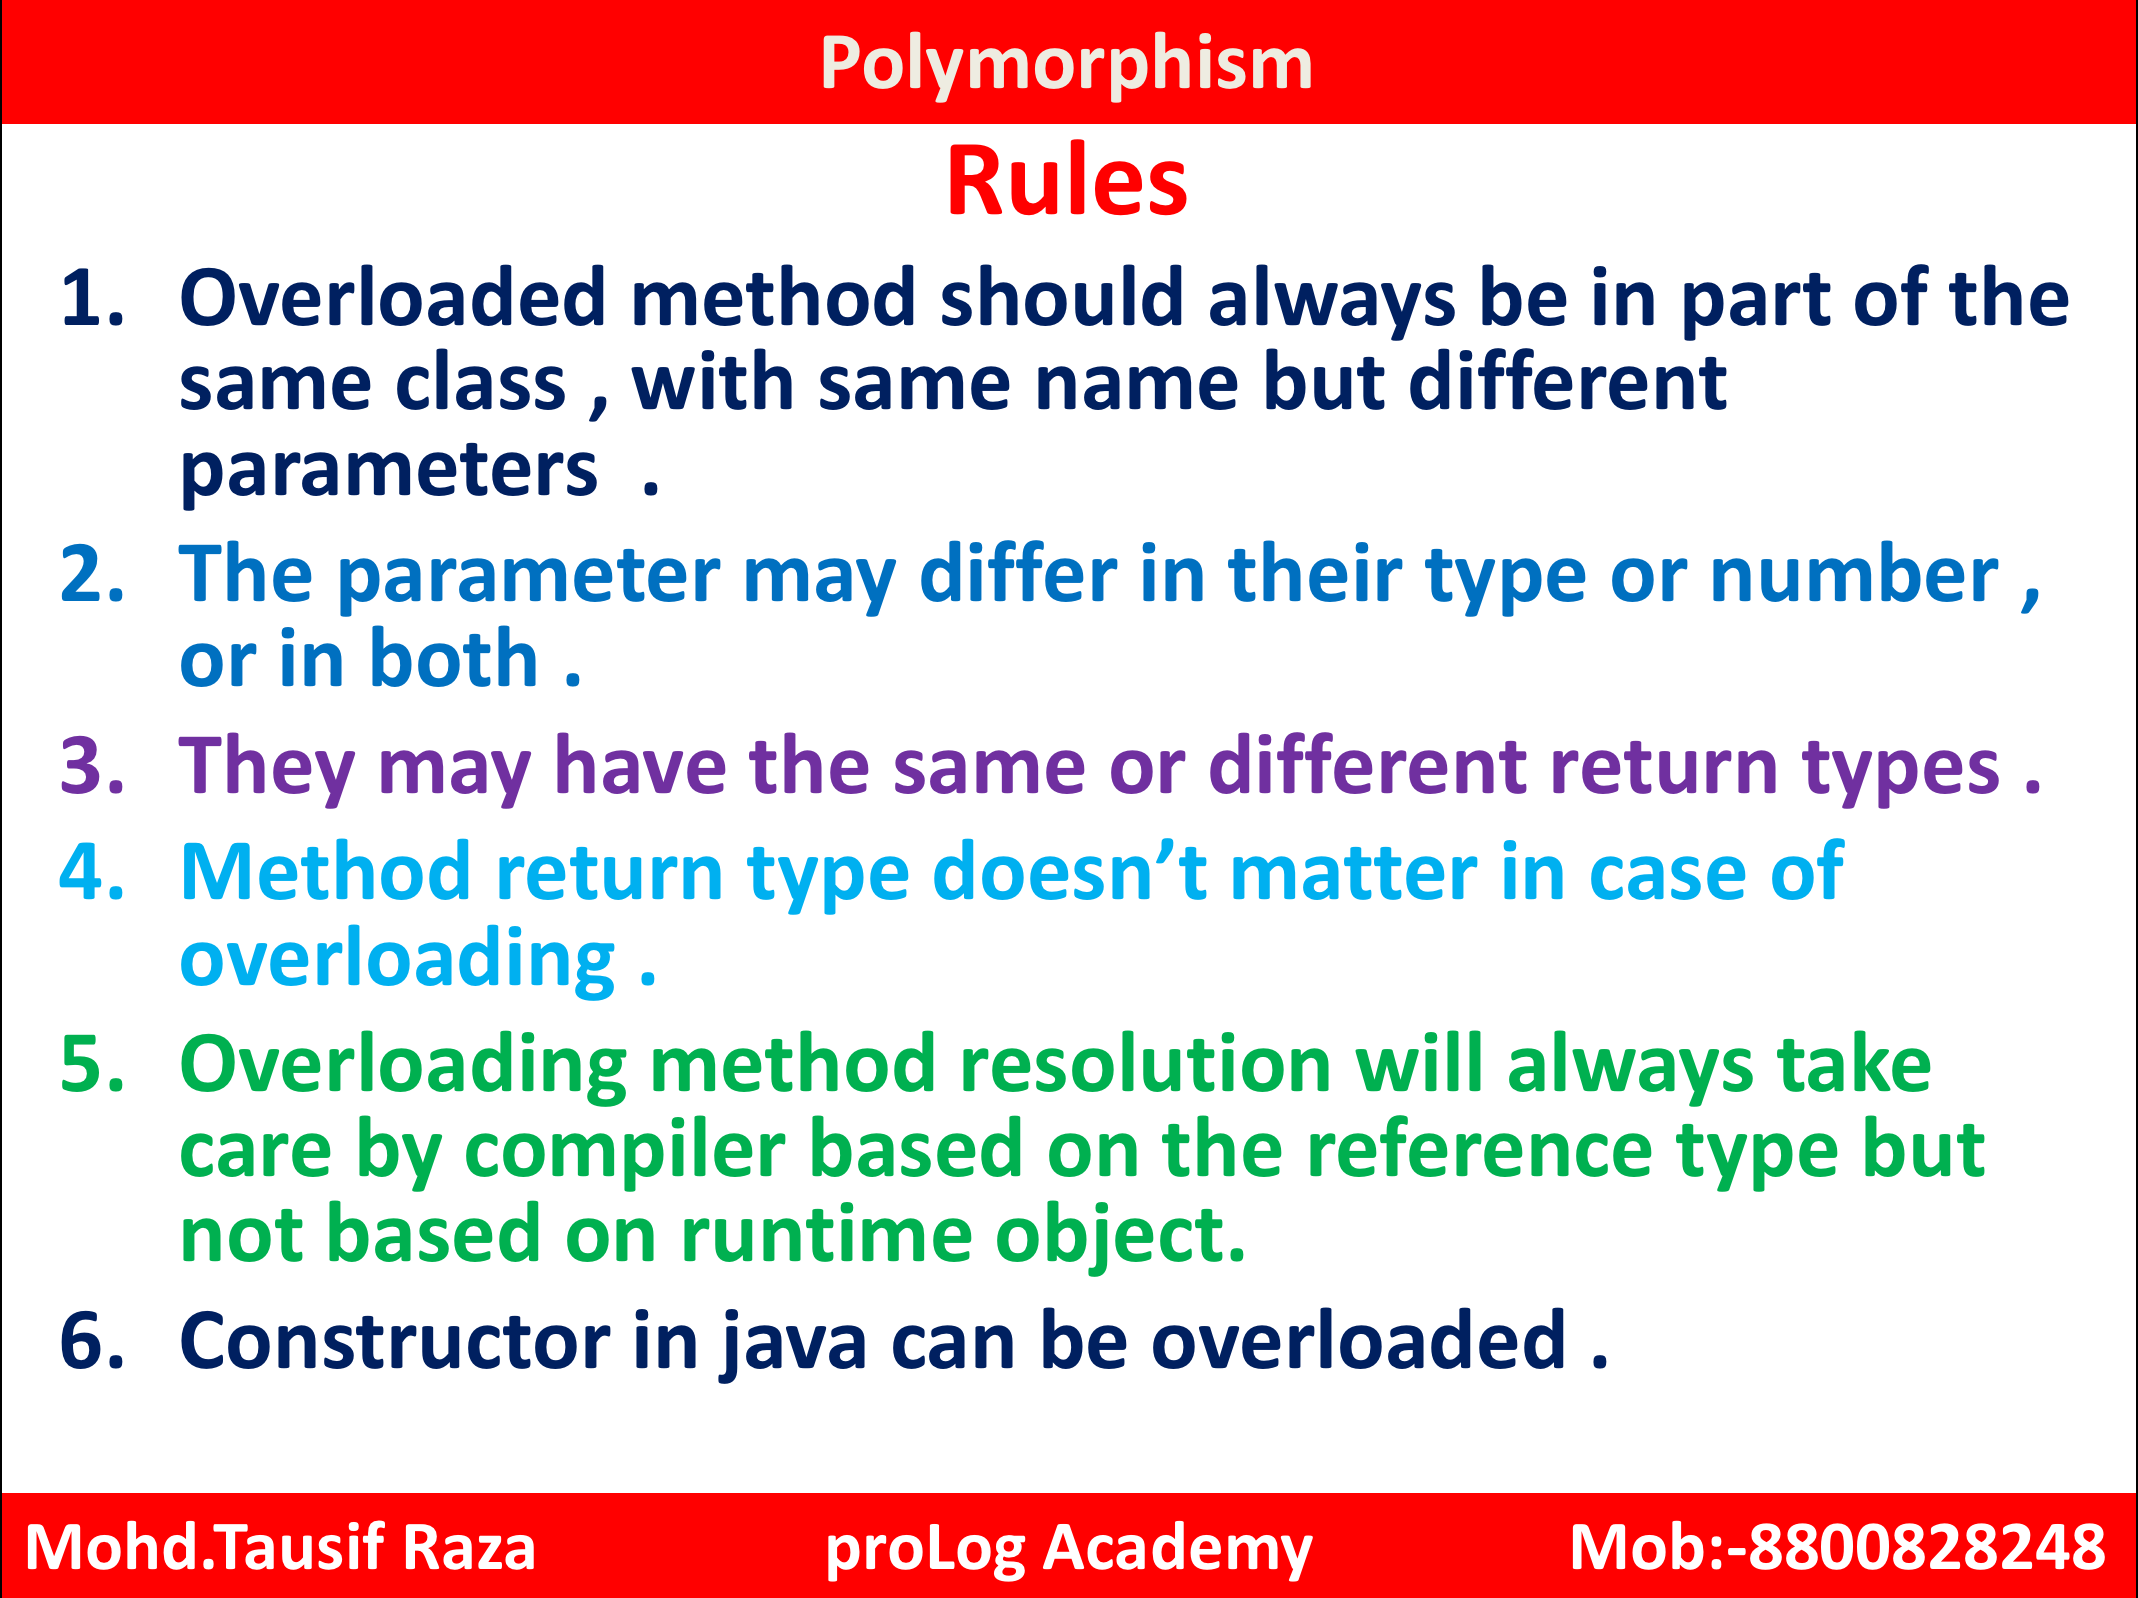 Polymorphism
Rules
1. Overloaded method should always be in part of the
same class , with same name but different
parameters  .
2. The parameter may differ in their type or number ,
or in both .
3. They may have the same or different return types .
4. Method return type doesn’t matter in case of
overloading .
5. Overloading method resolution will always take
care by compiler based on the reference type but
not based on runtime object.
6. Constructor in java can be overloaded .
Mohd.Tausif Raza proLog Academy Mob:-8800828248